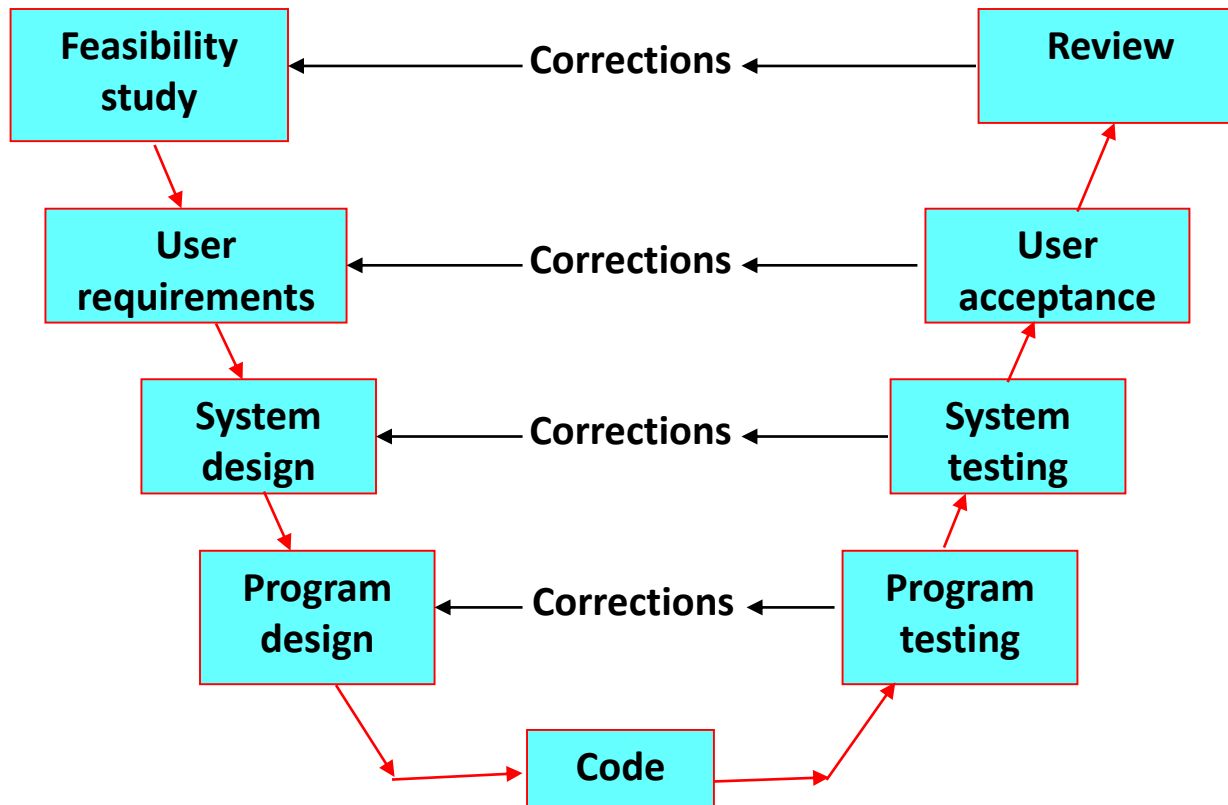 Feasibility
study
Corrections
Review
User
requirements
Corrections
User
acceptance
System
design
Corrections
System
testing
Program
design
Corrections
Program
testing
Code